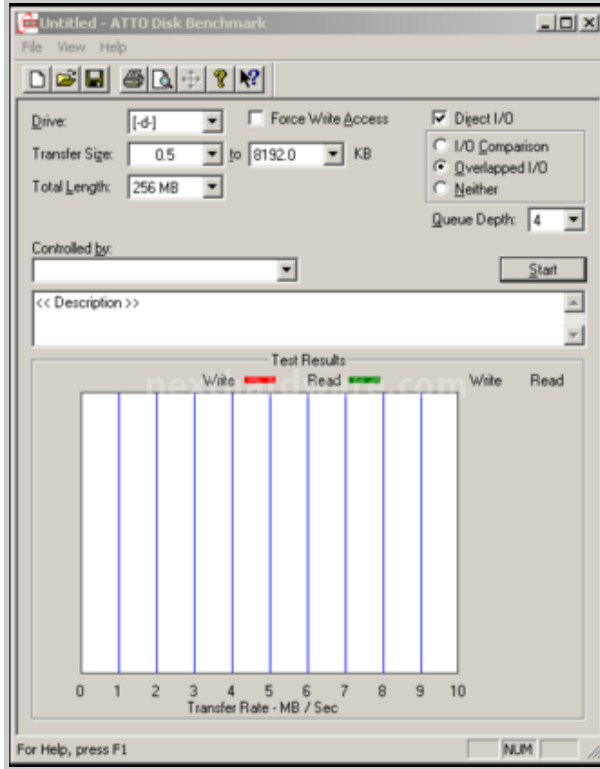 Untitled - ATTO Disk Benchmark
File View Help
Drive: [-d-] Force Write Access Direct I/O
Transfer Size: 0.5 to 8192.0 KB I/O Comparison
Overlapped I/O
Total Length: 256 MB Neither
Queue Depth: 4
Controlled by:
Start
<< Description >>
Test Results
Write Read Write Read
nexthardware.com
0 1 2 3 4 5 6 7 8 9 10
Transfer Rate - MB / Sec
For Help, press F1 NUM